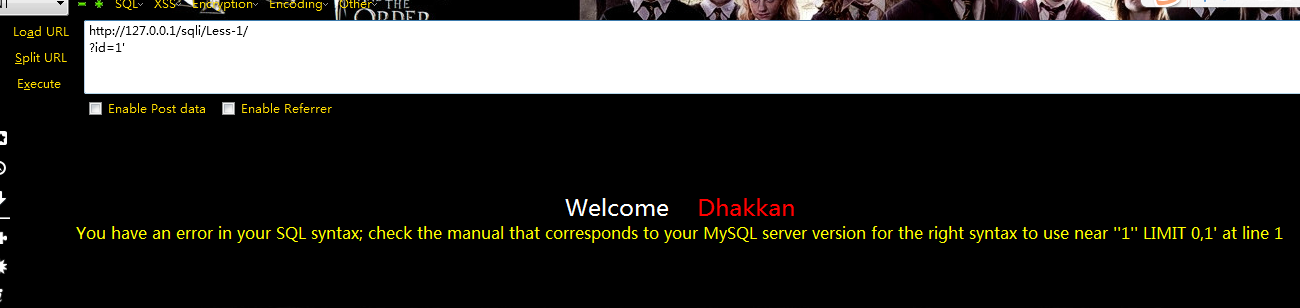 SQL▾ XSS▾ Encryption▾ Encoding▾ Other▾
THE
ORDER
Load URL
http://127.0.0.1/sqli/Less-1/
?id=1'
Split URL
Execute
Enable Post data Enable Referrer
Welcome Dhakkan
You have an error in your SQL syntax; check the manual that corresponds to your MySQL server version for the right syntax to use near ''1'' LIMIT 0,1' at line 1